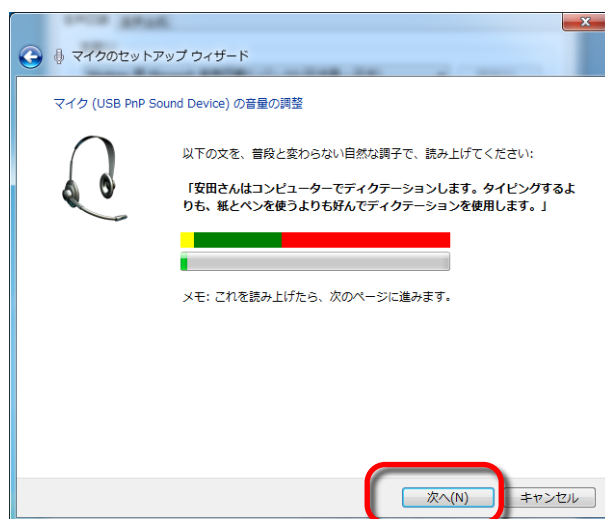 マイクのセットアップ ウィザード
マイク (USB PnP Sound Device) の音量の調整
以下の文を、普段と変わらない自然な調子で、読み上げてください:
「安田さんはコンピューターでディクテーションします。タイピングするよ
りも、紙とペンを使うよりも好んでディクテーションを使用します。」
メモ: これを読み上げたら、次のページに進みます。
次へ(N)
キャンセル